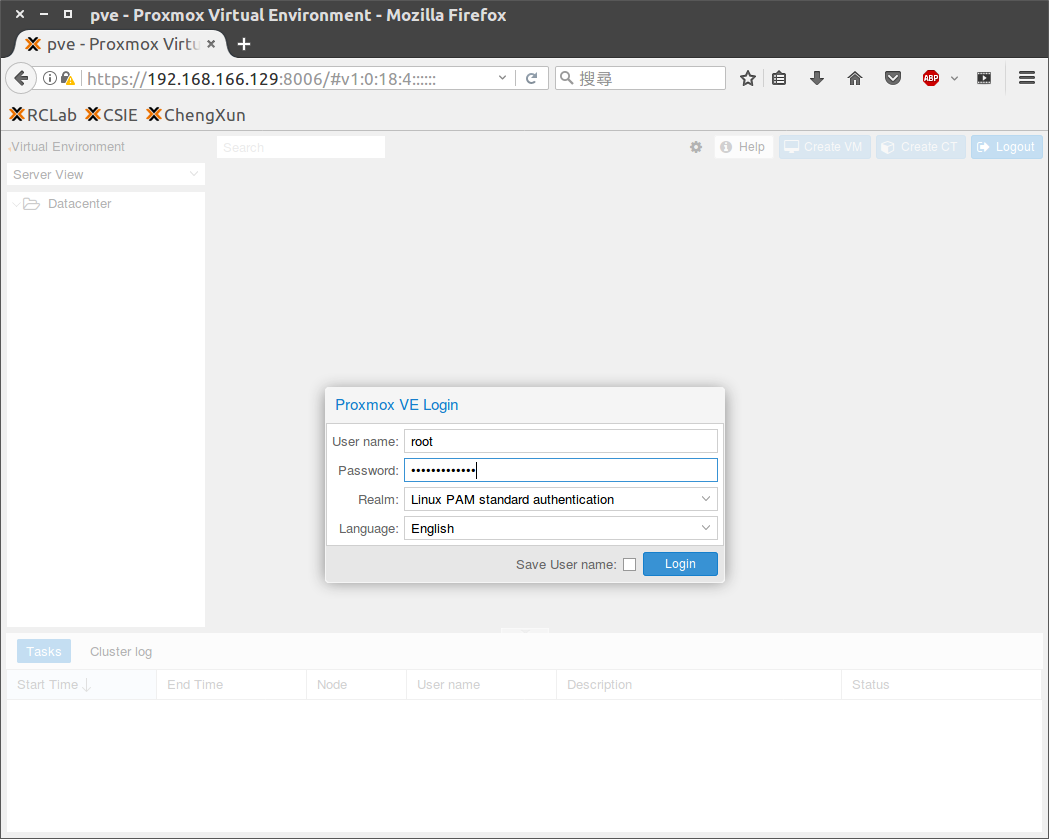 pve - Proxmox Virtual Environment - Mozilla Firefox
pve - Proxmox Virtu
https://192.168.166.129:8006/#v1:0:18:4::::::
搜尋
ABP
RCLab CSIE ChengXun
Virtual Environment Search Help Create VM Create CT Logout
Server View
Datacenter
Proxmox VE Login
User name: root
Password: •••••••••••••
Realm: Linux PAM standard authentication
Language: English
Save User name: Login
Tasks Cluster log
Start Time End Time Node User name Description Status